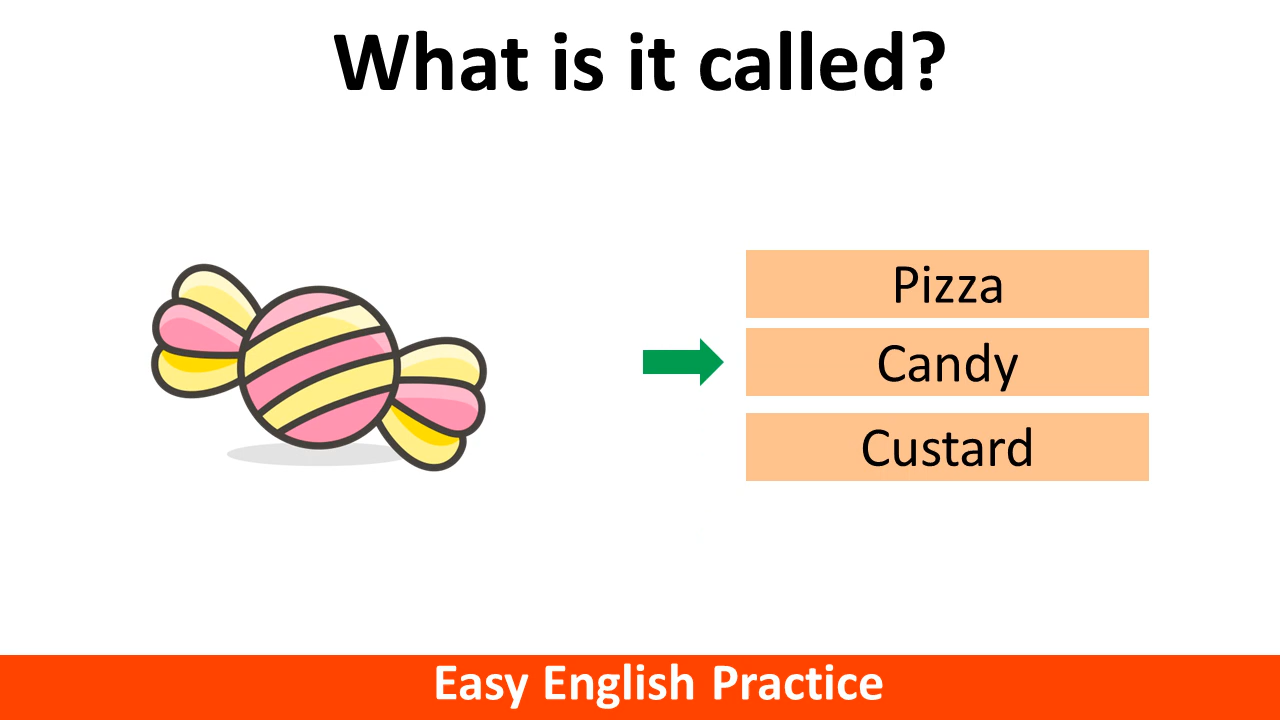 What is it called?
Pizza
Candy
Custard
Easy English Practice